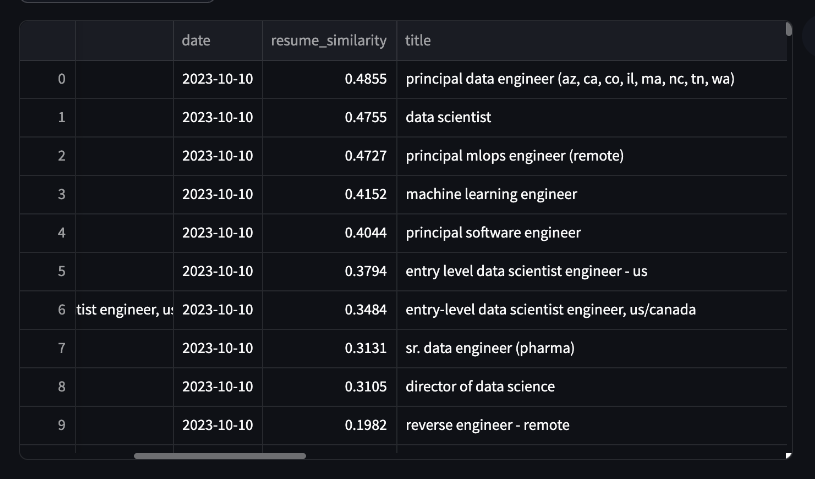 date resume_similarity title
0 2023-10-10 0.4855 principal data engineer (az, ca, co, il, ma, nc, tn, wa)
1 2023-10-10 0.4755 data scientist
2 2023-10-10 0.4727 principal mlops engineer (remote)
3 2023-10-10 0.4152 machine learning engineer
4 2023-10-10 0.4044 principal software engineer
5 2023-10-10 0.3794 entry level data scientist engineer - us
6 tist engineer, us 2023-10-10 0.3484 entry-level data scientist engineer, us/canada
7 2023-10-10 0.3131 sr. data engineer (pharma)
8 2023-10-10 0.3105 director of data science
9 2023-10-10 0.1982 reverse engineer - remote